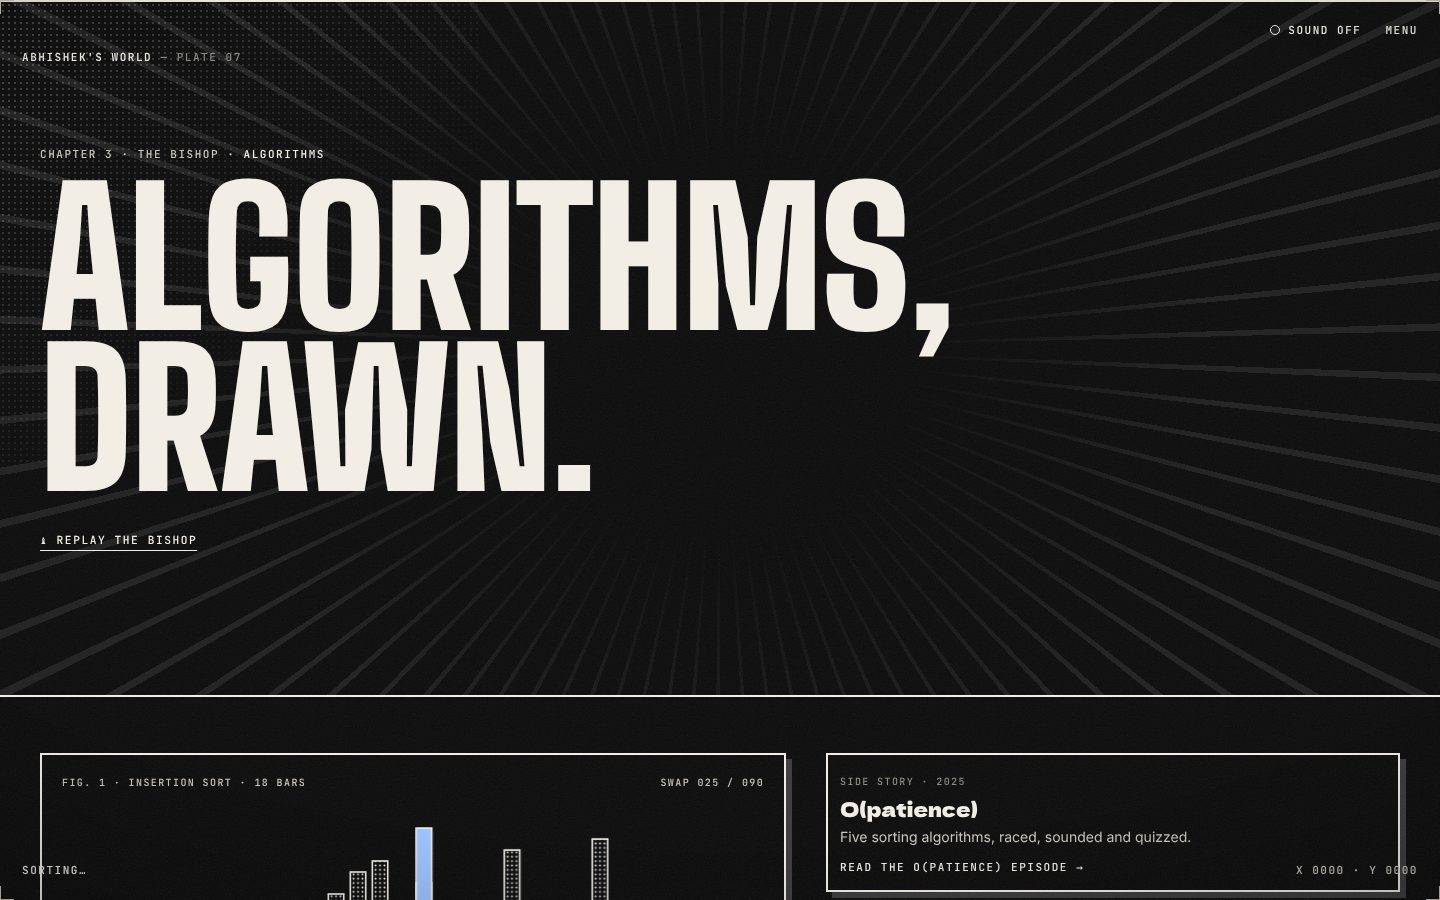 SOUND OFF MENU
ABHISHEK'S WORLD — PLATE 07
CHAPTER 3 · THE BISHOP · ALGORITHMS
ALGORITHMS,
DRAWN.
♝ REPLAY THE BISHOP
FIG. 1 · INSERTION SORT · 18 BARS SWAP 025 / 090
SIDE STORY · 2025
O(patience)
Five sorting algorithms, raced, sounded and quizzed.
READ THE O(PATIENCE) EPISODE →
SORTING…
X 0000 · Y 0000